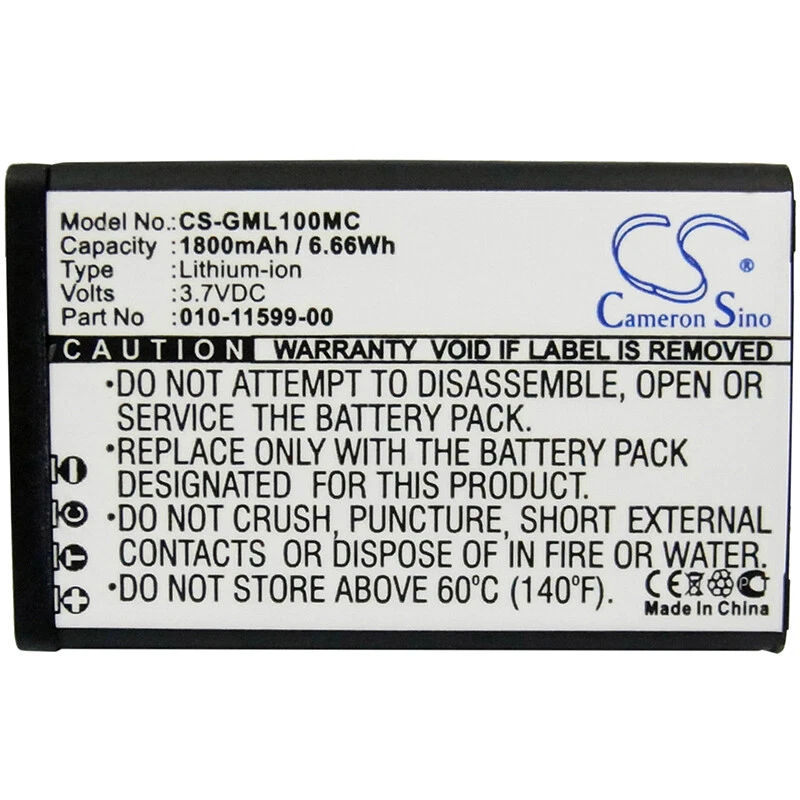 Model No.: CS-GML100MC
Capacity : 1800mAh / 6.66Wh
Type : Lithium-ion
Volts : 3.7VDC
Part No : 010-11599-00
CS ®
Cameron Sino
CAUTION WARRANTY VOID IF LABEL IS REMOVED
•DO NOT ATTEMPT TO DISASSEMBLE, OPEN OR
SERVICE THE BATTERY PACK.
•REPLACE ONLY WITH THE BATTERY PACK
DESIGNATED FOR THIS PRODUCT.
•DO NOT CRUSH, PUNCTURE, SHORT EXTERNAL
CONTACTS OR DISPOSE OF IN FIRE OR WATER.
•DO NOT STORE ABOVE 60°C (140°F).
CE
Made In China
I
C
-
+